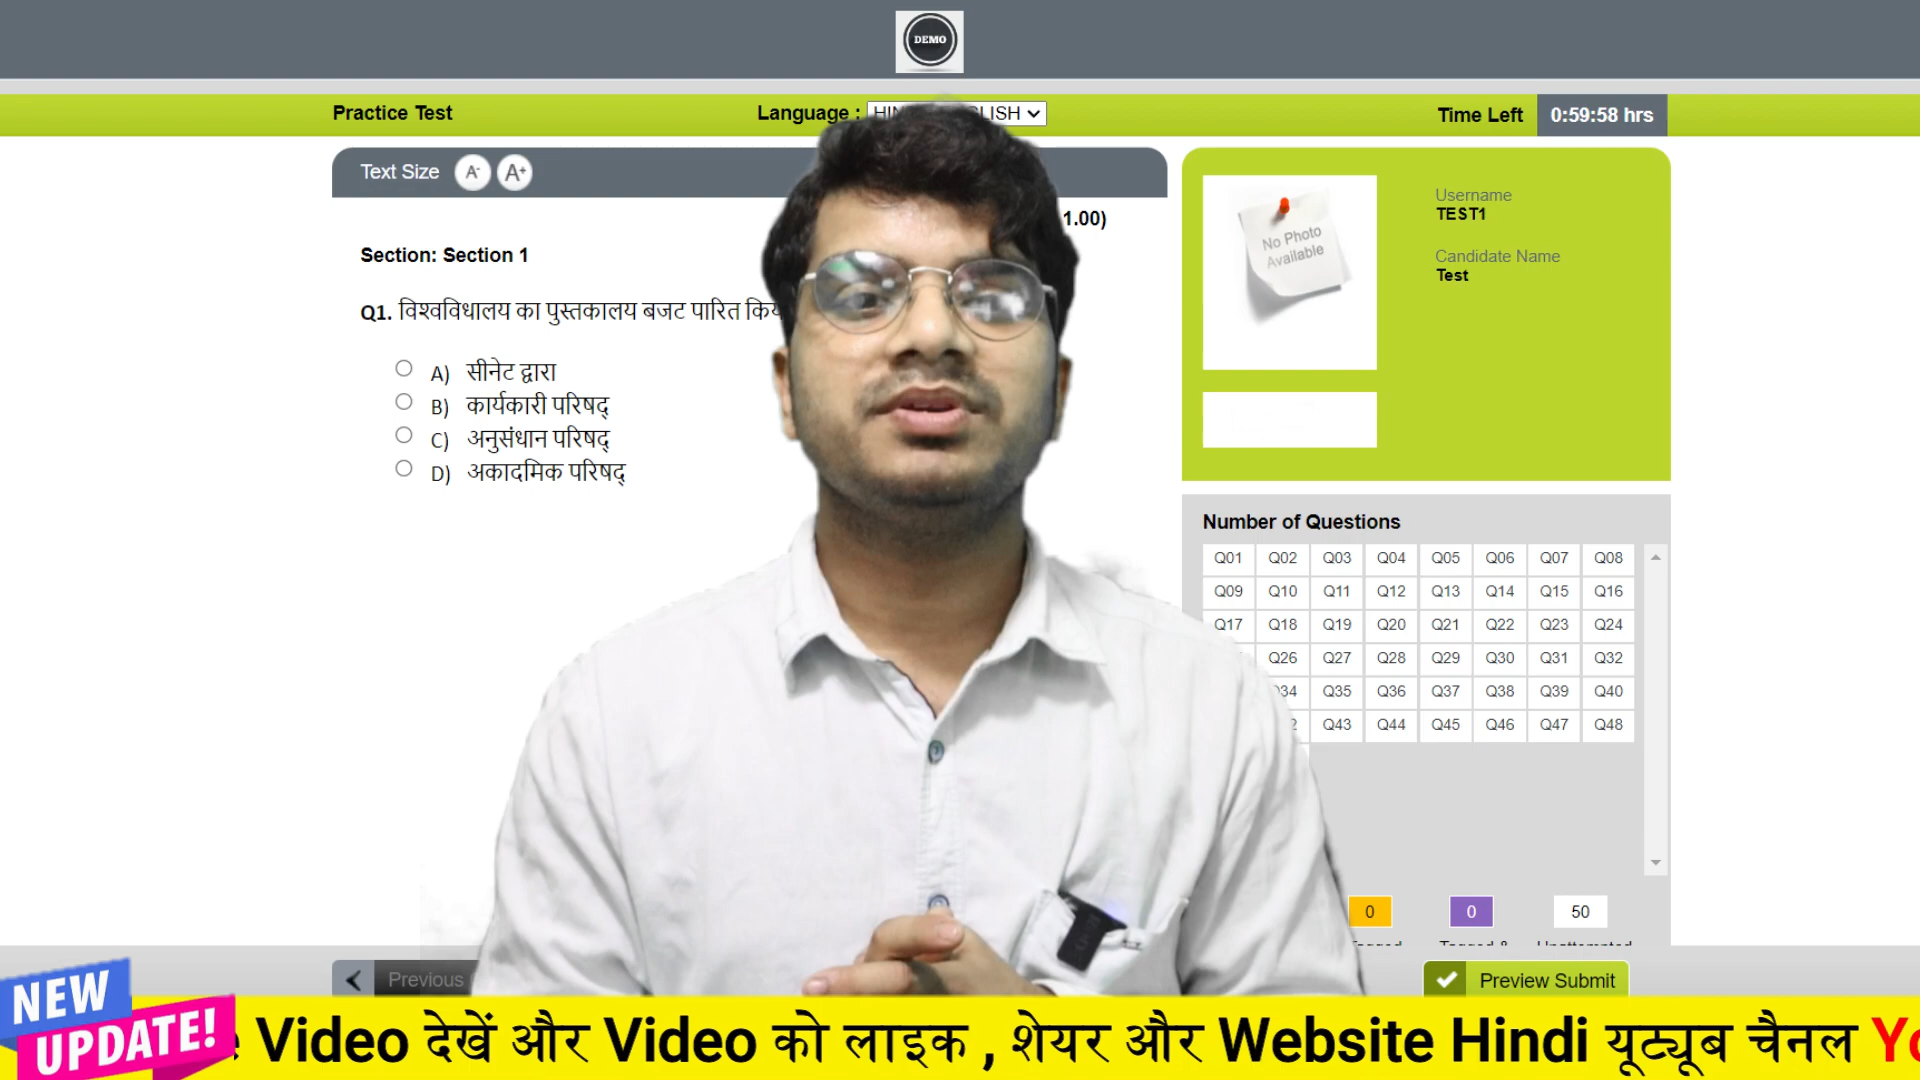 DEMO
Practice Test
Language :
LISH
Time Left
0:59:58 hrs
Text Size A- A+
1.00)
Section: Section 1
Q1. विश्वविधालय का पुस्तकालय बजट पारित
A) सीनेट द्वारा
B) कार्यकारी परिषद्
C) अनुसंधान परिषद्
D) अकादमिक परिषद्
No Photo
Available
Username
TEST1
Candidate Name
Test
Number of Questions
Q01 Q02 Q03 Q04 Q05 Q06 Q07 Q08
Q09 Q10 Q11 Q12 Q13 Q14 Q15 Q16
Q17 Q18 Q19 Q20 Q21 Q22 Q23 Q24
Q26 Q27 Q28 Q29 Q30 Q31 Q32
Q35 Q36 Q37 Q38 Q39 Q40
Q43 Q44 Q45 Q46 Q47 Q48
0 0 50
Previous
Preview Submit
NEW
UPDATE!
Video देखें और Video को लाइक , शेयर और Website Hindi यूट्यूब चैनल